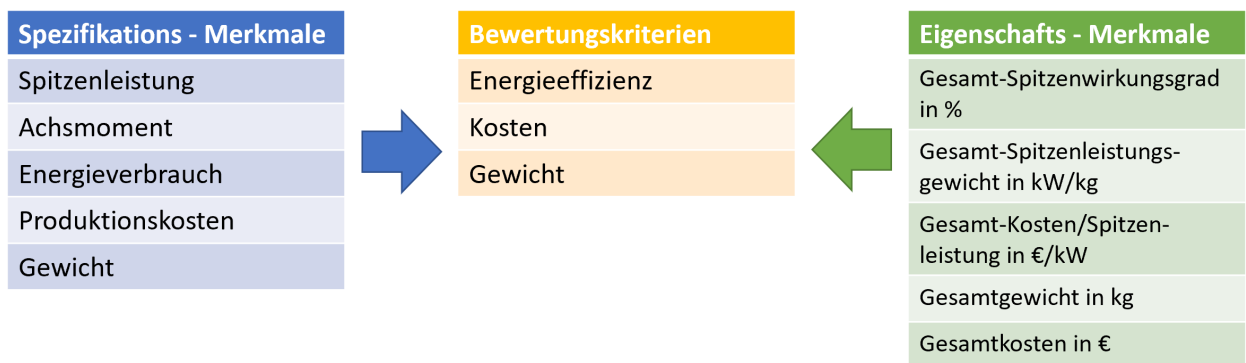 Spezifikations - Merkmale
Spitzenleistung
Achsmoment
Energieverbrauch
Produktionskosten
Gewicht
Bewertungskriterien
Energieeffizienz
Kosten
Gewicht
Eigenschafts - Merkmale
Gesamt-Spitzenwirkungsgrad
in %
Gesamt-Spitzenleistungs-
gewicht in kW/kg
Gesamt-Kosten/Spitzen-
leistung in €/kW
Gesamtgewicht in kg
Gesamtkosten in €